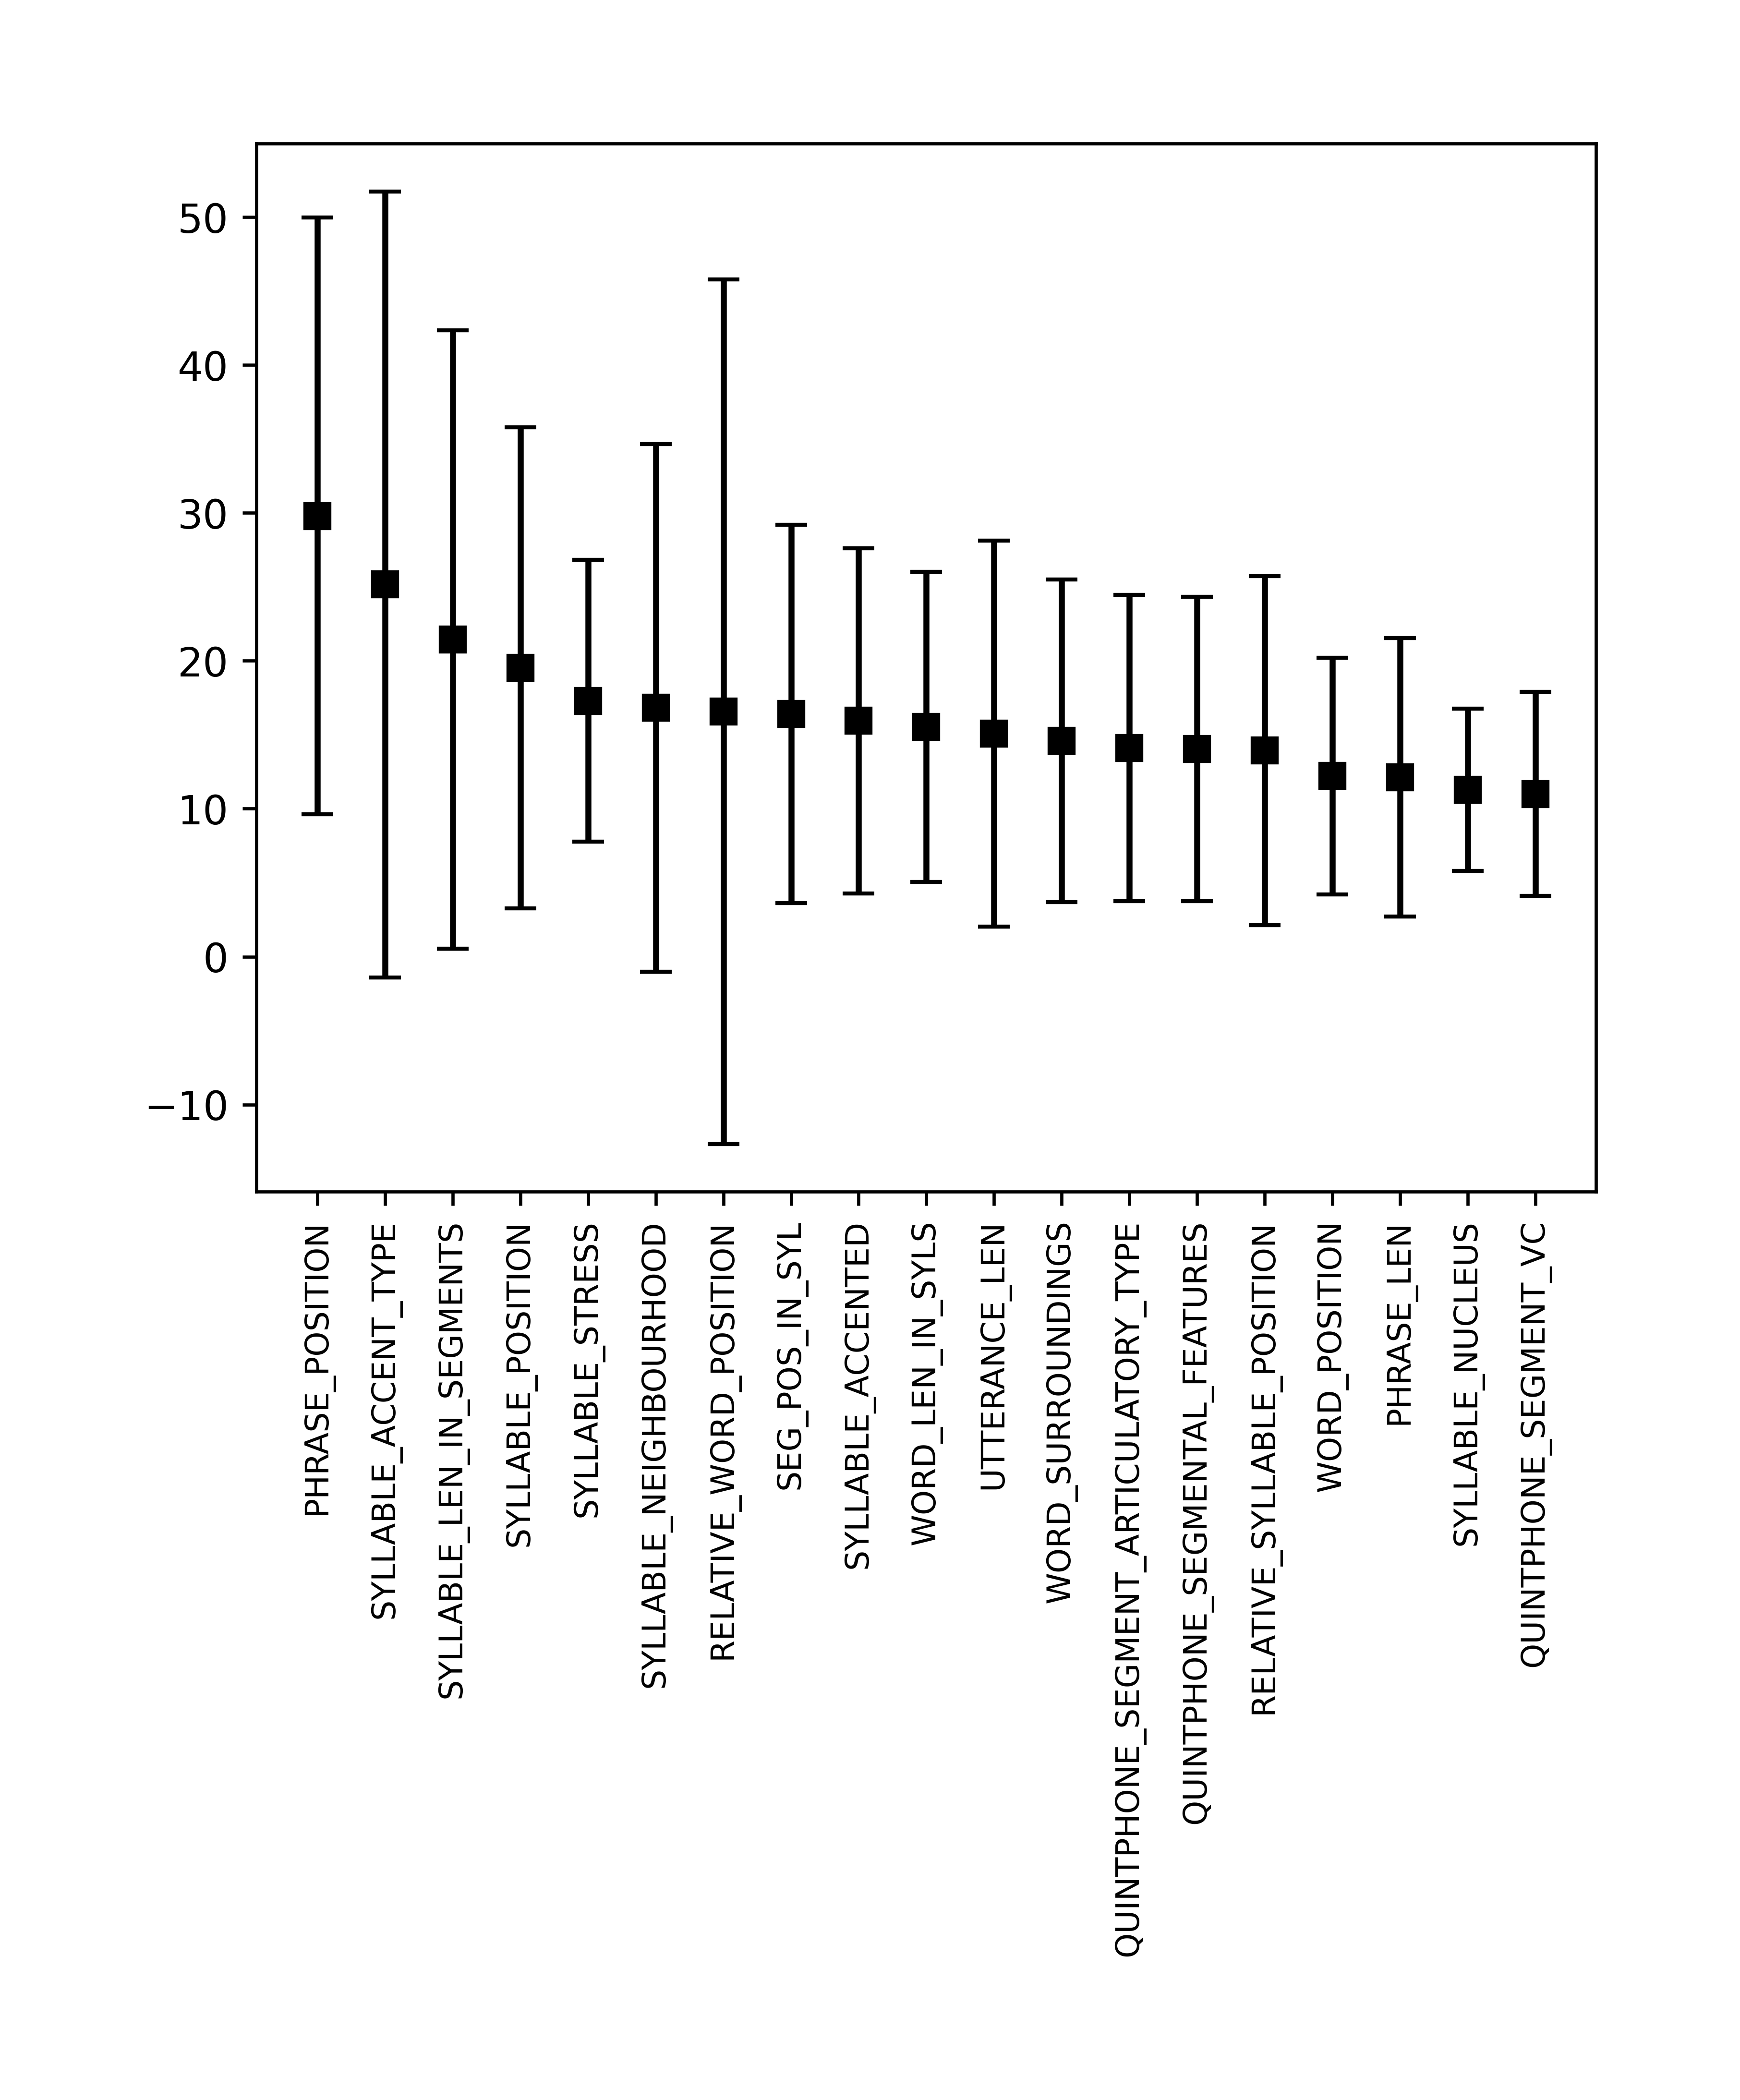 50
40
30
20
10
0
−10
PHRASE_POSITION
SYLLABLE_ACCENT_TYPE
SYLLABLE_LEN_IN_SEGMENTS
SYLLABLE_POSITION
SYLLABLE_STRESS
SYLLABLE_NEIGHBOURHOOD
RELATIVE_WORD_POSITION
SEG_POS_IN_SYL
SYLLABLE_ACCENTED
WORD_LEN_IN_SYLS
UTTERANCE_LEN
WORD_SURROUNDINGS
QUINTPHONE_SEGMENT_ARTICULATORY_TYPE
QUINTPHONE_SEGMENTAL_FEATURES
RELATIVE_SYLLABLE_POSITION
WORD_POSITION
PHRASE_LEN
SYLLABLE_NUCLEUS
QUINTPHONE_SEGMENT_VC